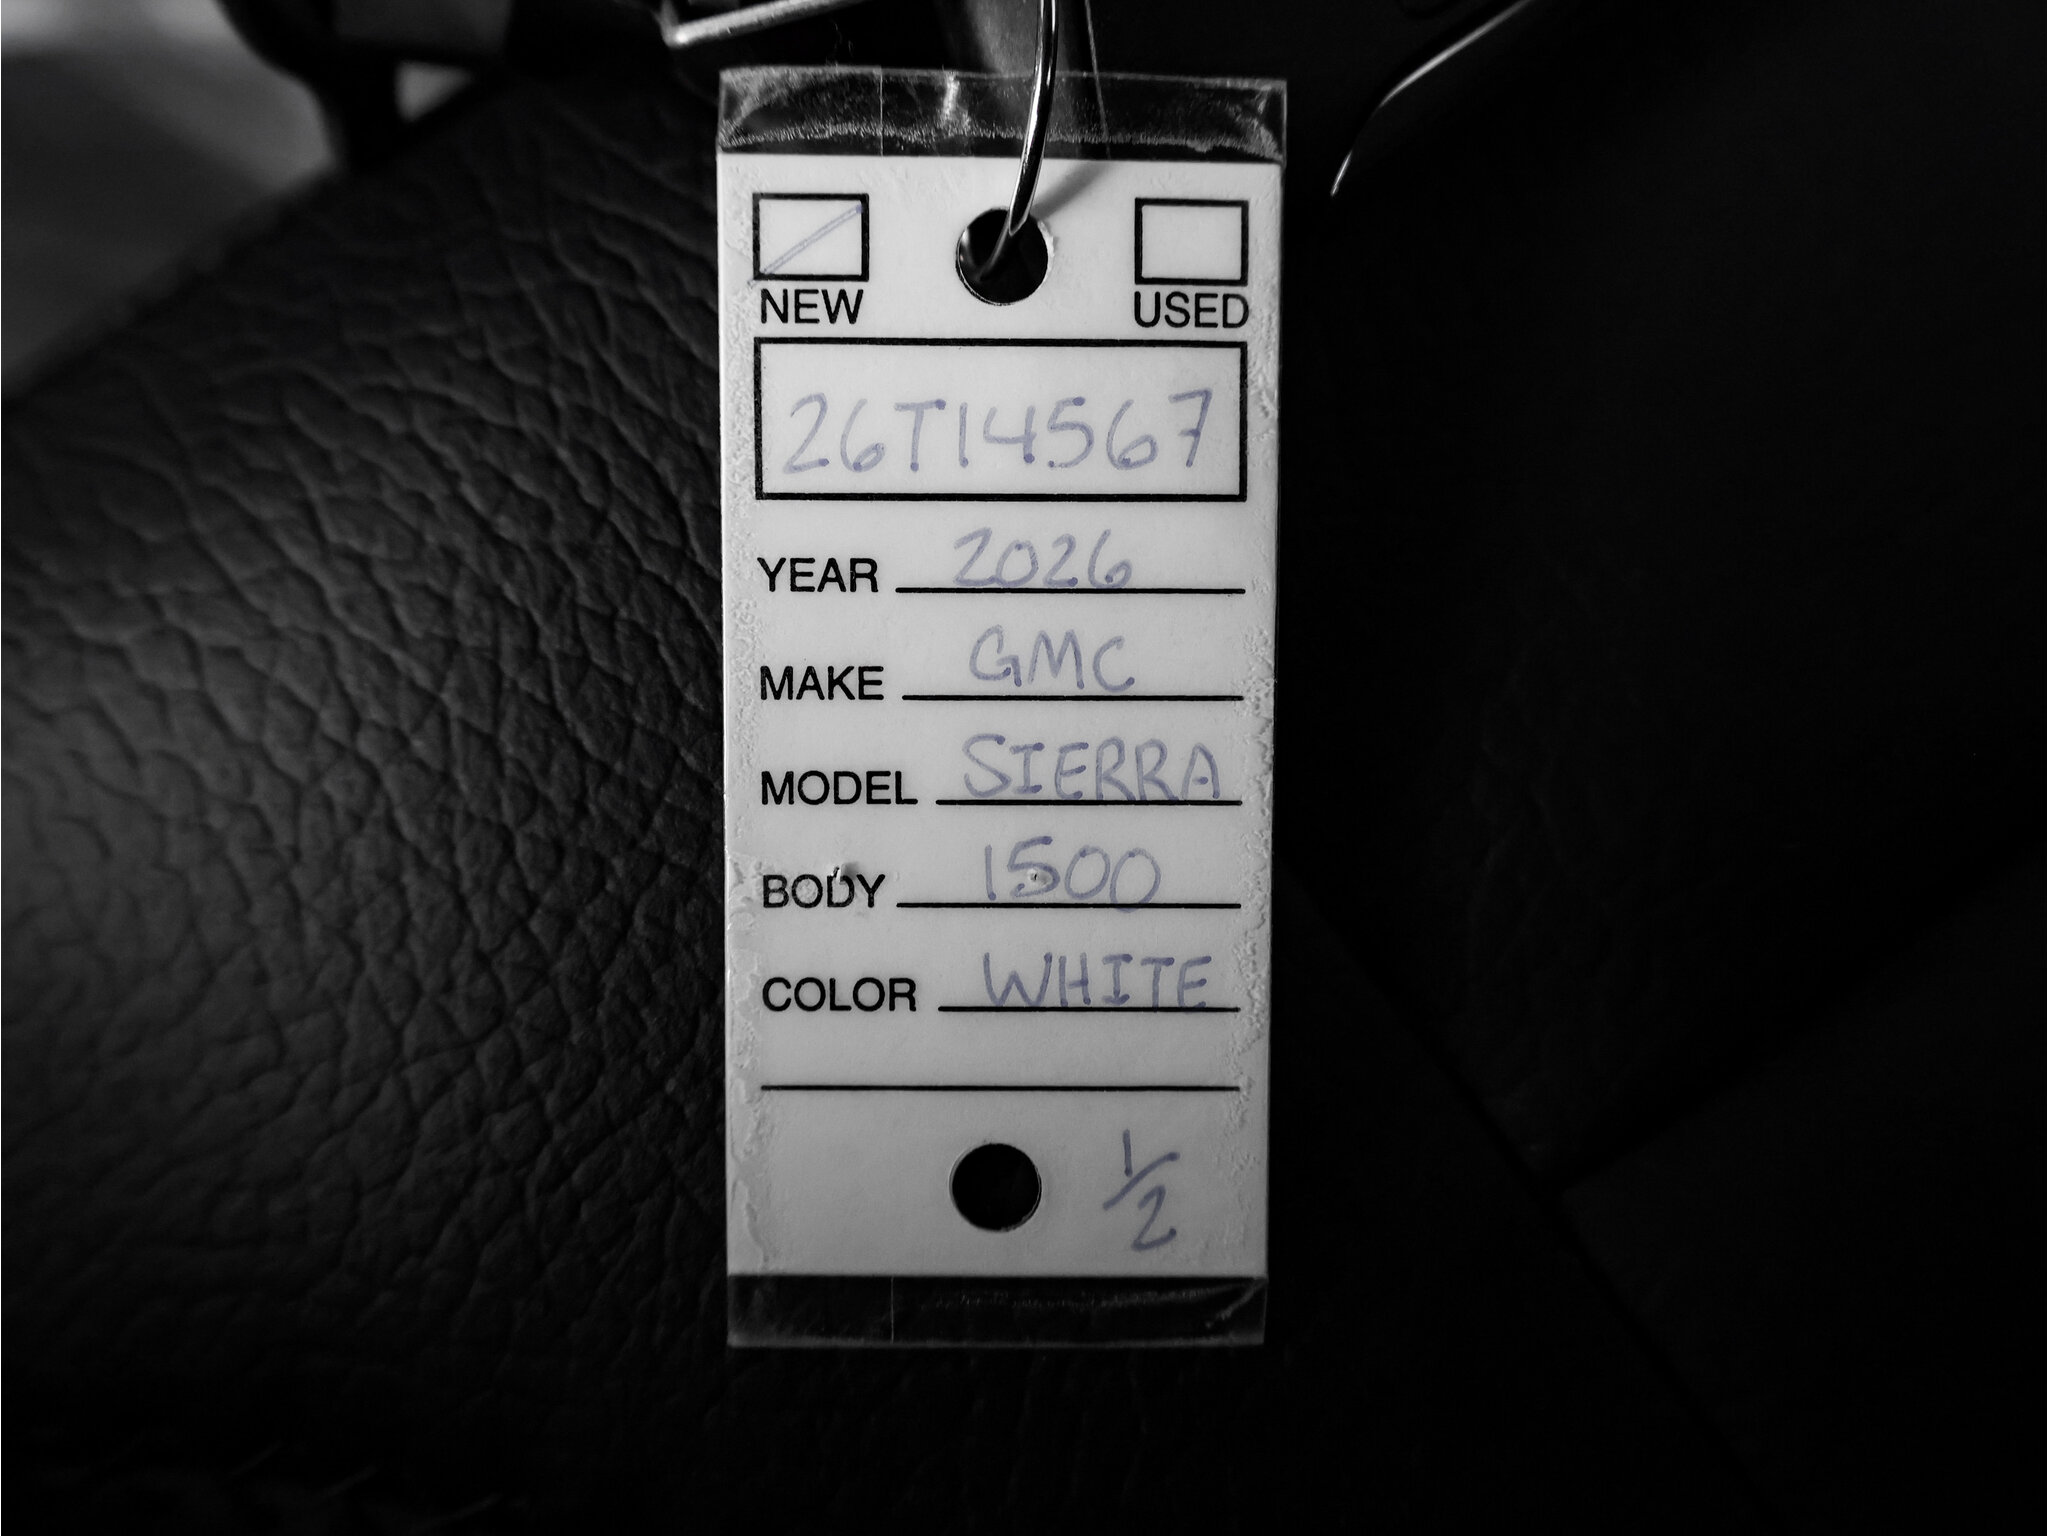 NEW USED
26T14567
YEAR 2026
MAKE GMC
MODEL SIERRA
BODY 1500
COLOR WHITE
1/2